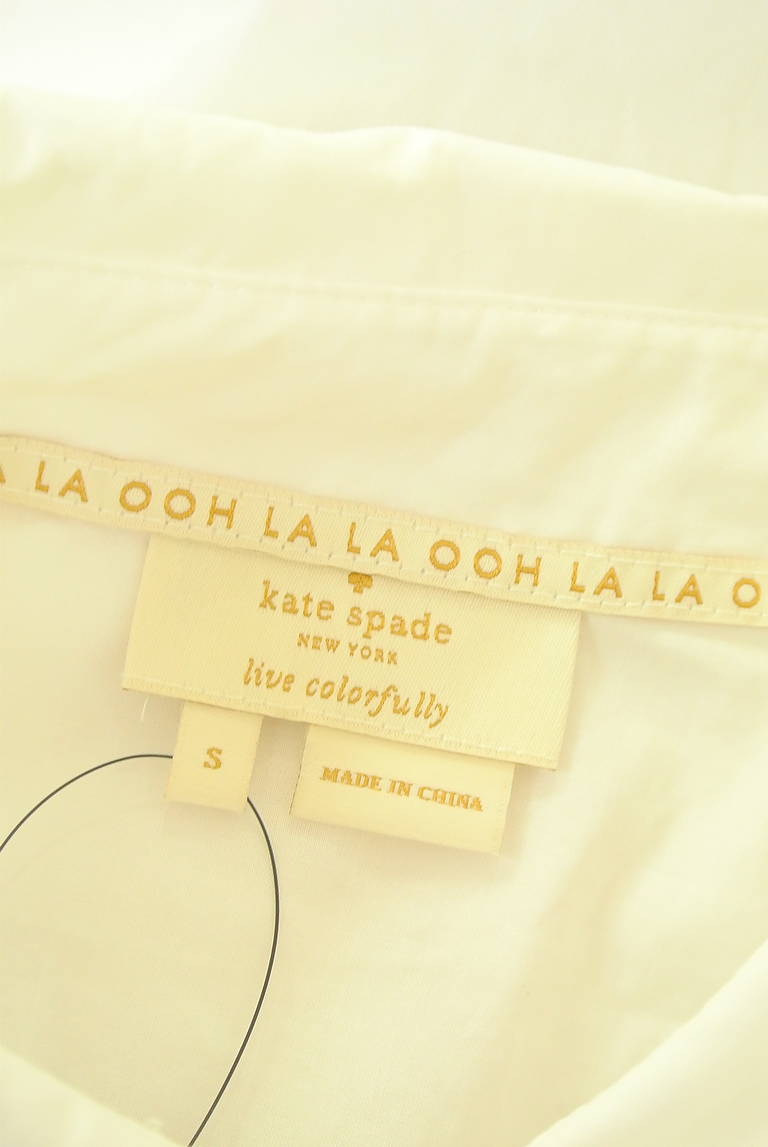 LA LA OOH LA LA OOH LA LA O
kate spade
NEW YORK
live colorfully
S
MADE IN CHINA